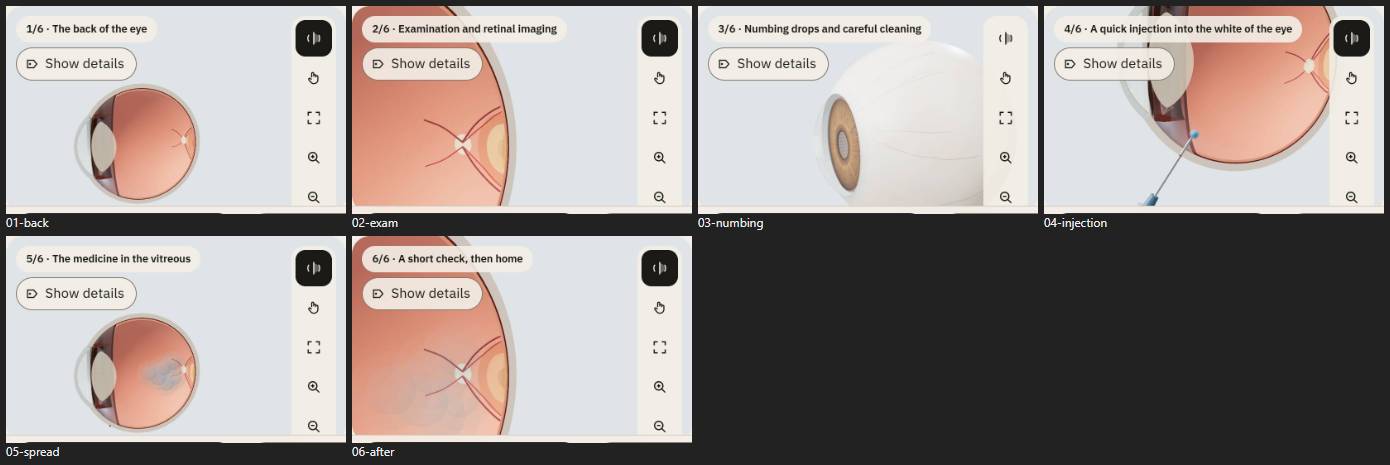 1/6 · The back of the eye
Show details
01-back
2/6 · Examination and retinal imaging
Show details
02-exam
3/6 · Numbing drops and careful cleaning
Show details
03-numbing
4/6 · A quick injection into the white of the eye
Show details
04-injection
5/6 · The medicine in the vitreous
Show details
05-spread
6/6 · A short check, then home
Show details
06-after